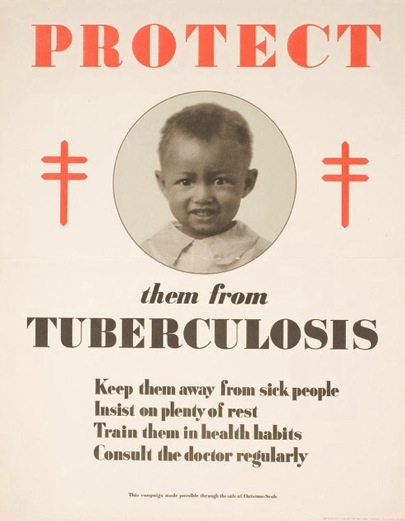 PROTECT
them from
TUBERCULOSIS
Keep them away from sick people
Insist on plenty of rest
Train them in health habits
Consult the doctor regularly
This campaign made possible through the sale of Christmas Seals